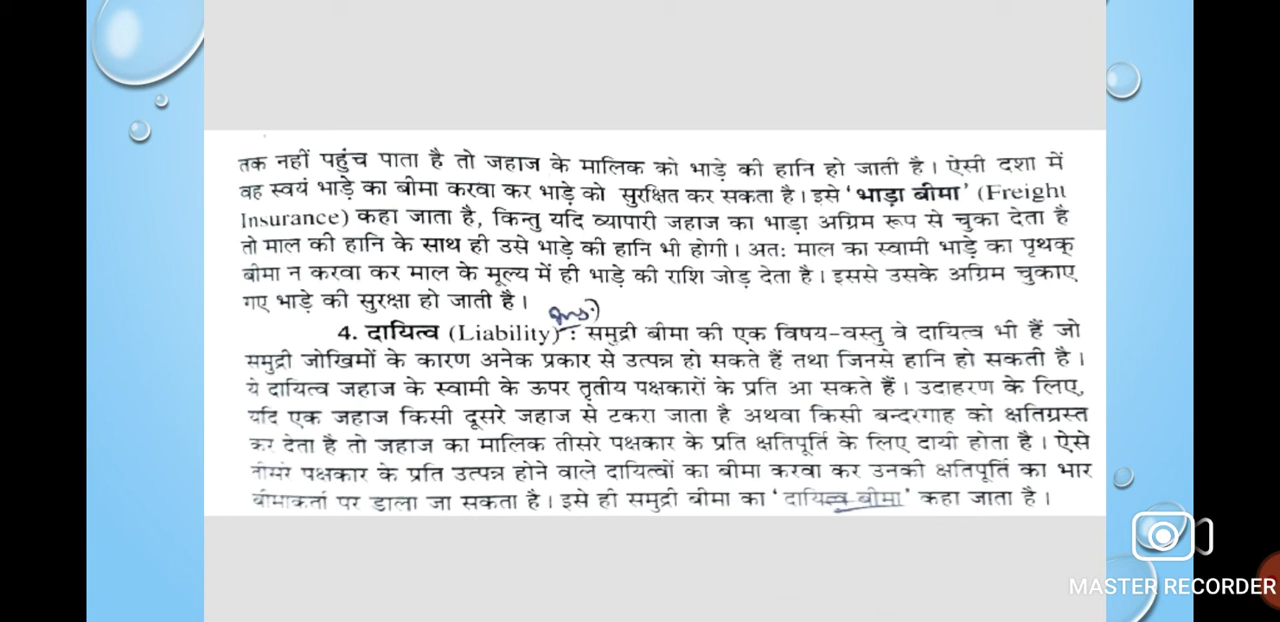 तक नहीं पहुंच पाता है तो जहाज के मालिक को भाड़े की हानि हो जाती है। ऐसी दशा में
वह स्वयं भाड़े का बीमा करवा कर भाड़े को सुरक्षित कर सकता है। इसे ‘भाड़ा बीमा’ (Freight
Insurance) कहा जाता है, किन्तु यदि व्यापारी जहाज का भाड़ा अग्रिम रूप से चुका देता है
तो माल की हानि के साथ ही उसे भाड़े की हानि भी होगी। अतः माल का स्वामी भाड़े का पृथक्
बीमा न करवा कर माल के मूल्य में ही भाड़े की राशि जोड़ देता है। इससे उसके अग्रिम चुकाए
गए भाड़े की सुरक्षा हो जाती है।
4. दायित्व (Liability) : समुद्री बीमा की एक विषय-वस्तु वे दायित्व भी हैं जो
समुद्री जोखिमों के कारण अनेक प्रकार से उत्पन्न हो सकते हैं तथा जिनसे हानि हो सकती है।
ये दायित्व जहाज के स्वामी के ऊपर तृतीय पक्षकारों के प्रति आ सकते हैं। उदाहरण के लिए,
यदि एक जहाज किसी दूसरे जहाज से टकरा जाता है अथवा किसी बन्दरगाह को क्षतिग्रस्त
कर देता है तो जहाज का मालिक तीसरे पक्षकार के प्रति क्षतिपूर्ति के लिए दायी होता है। ऐसे
तीसरे पक्षकार के प्रति उत्पन्न होने वाले दायित्वों का बीमा करवा कर उनकी क्षतिपूर्ति का भार
बीमाकर्ता पर डाला जा सकता है। इसे ही समुद्री बीमा का ‘दायित्व बीमा’ कहा जाता है।
MASTER RECORDER